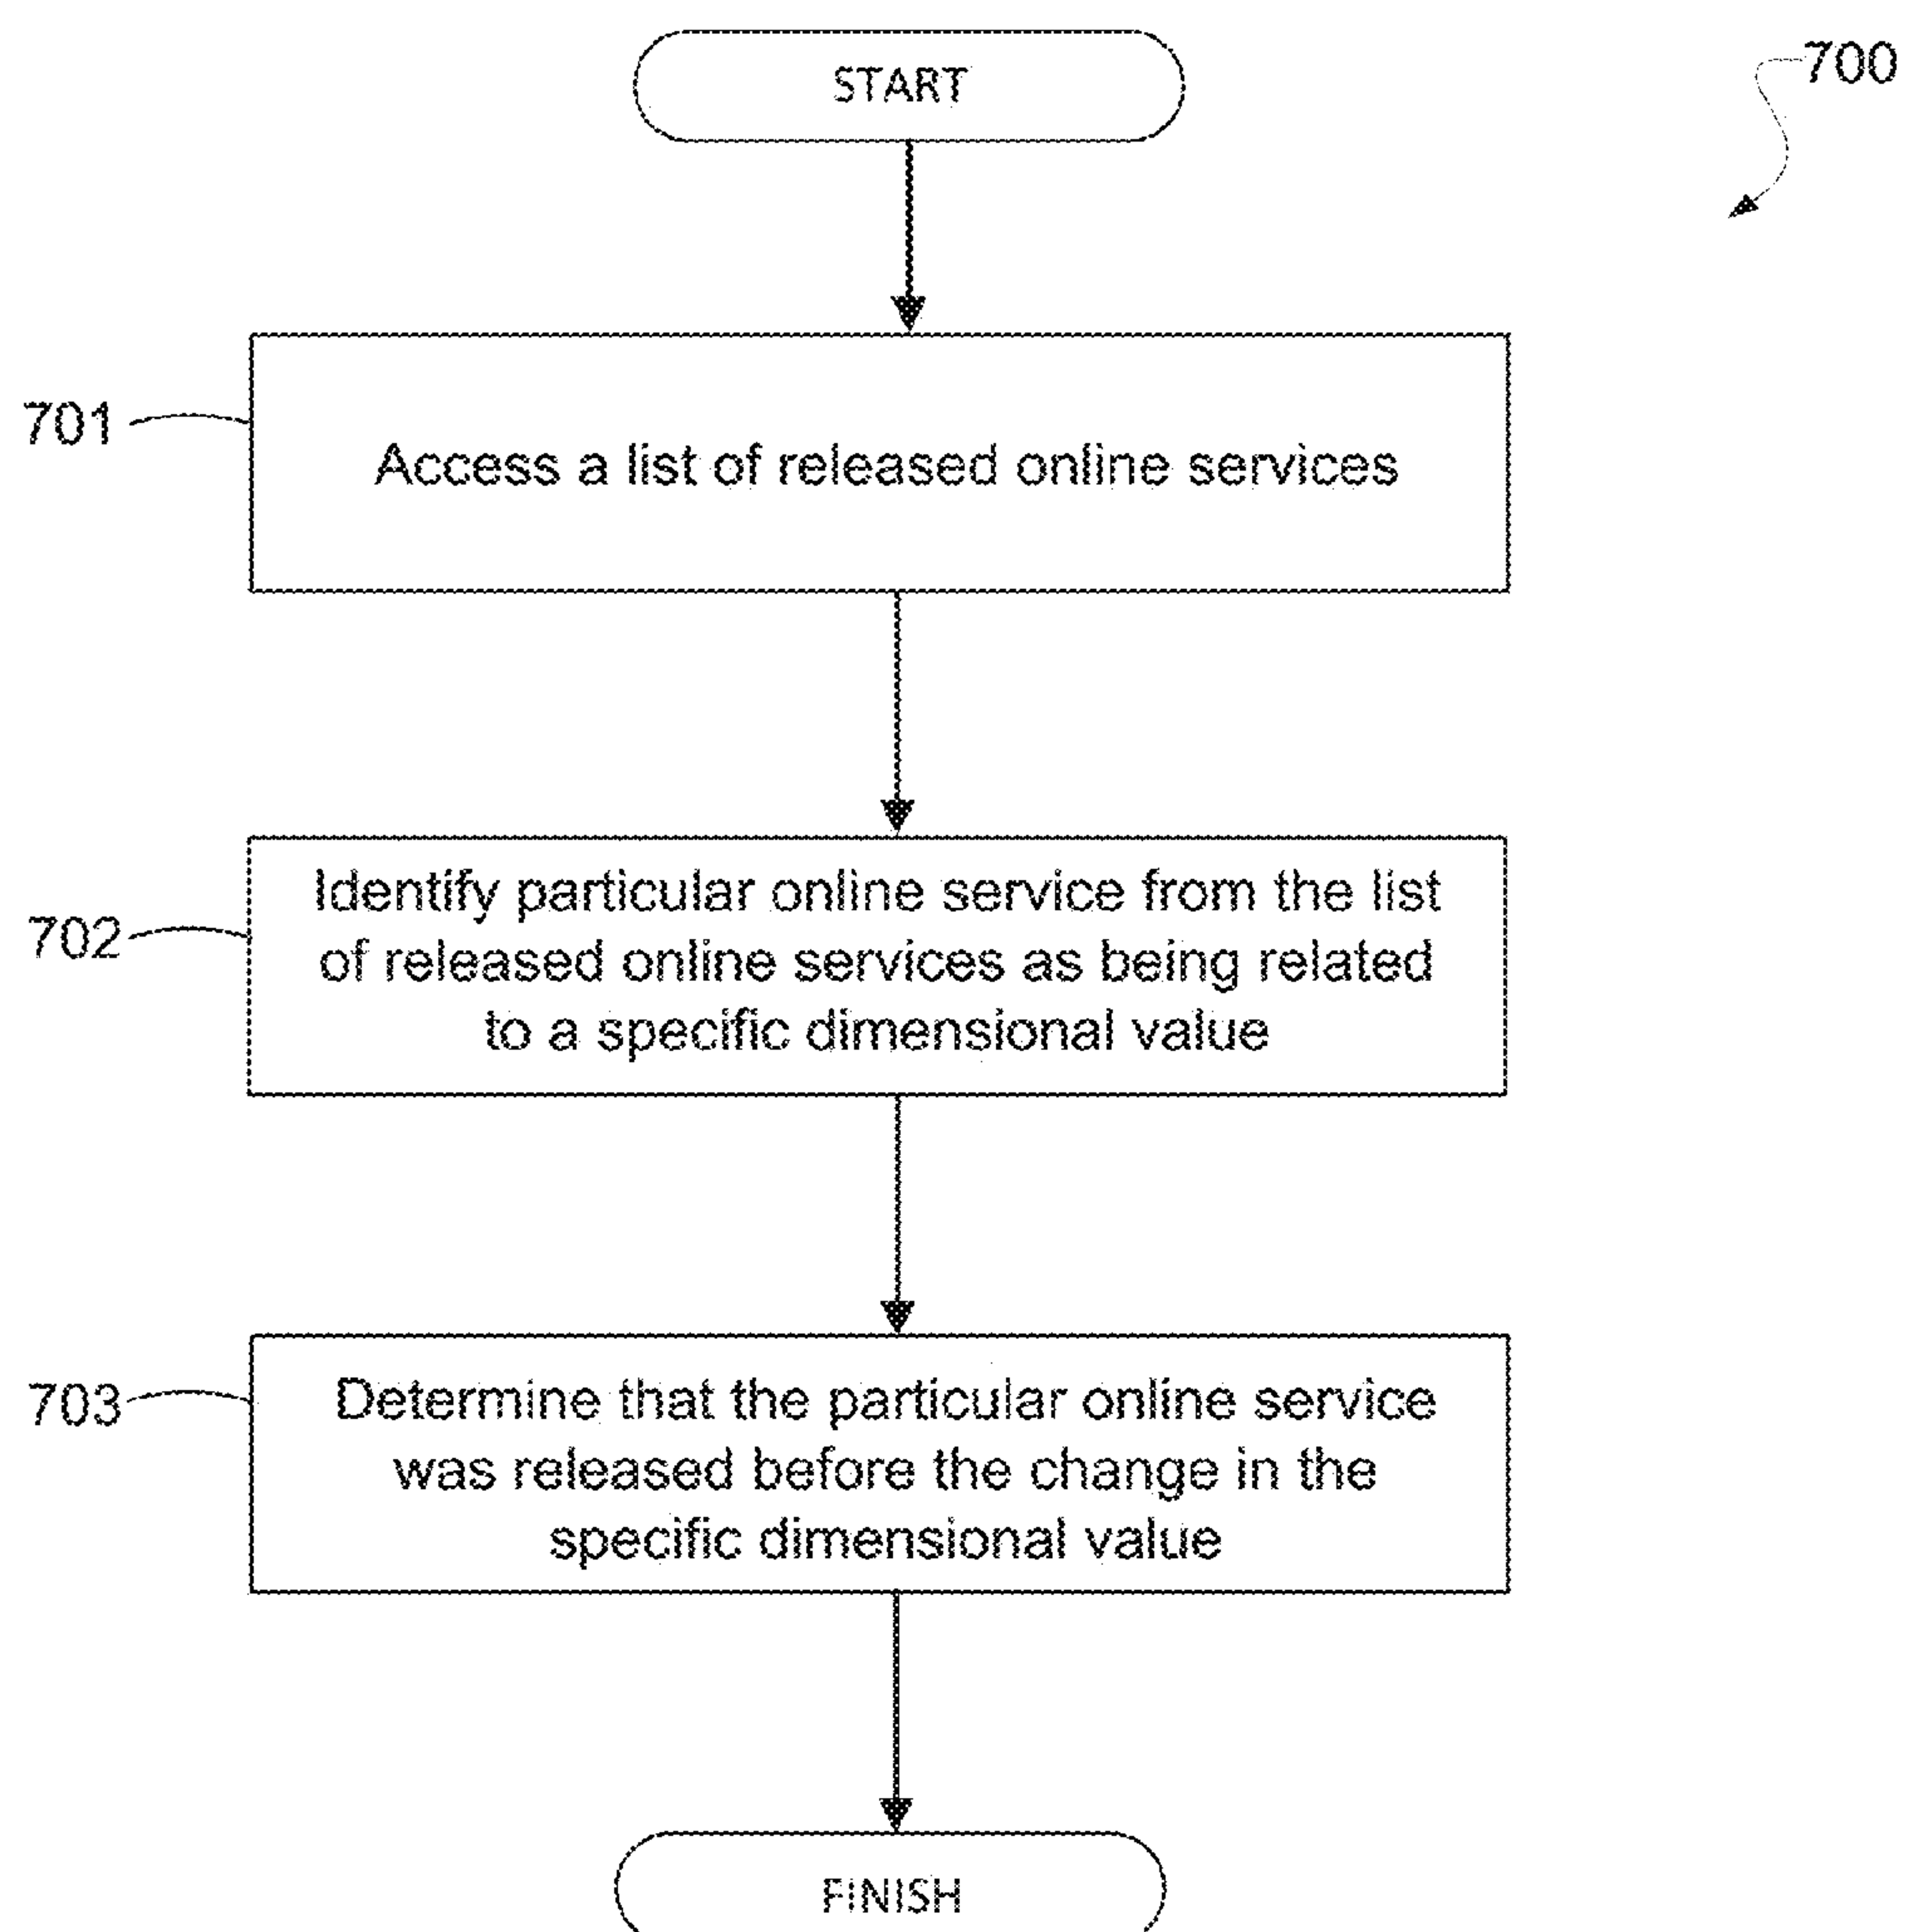 START
700
701
Access a list of released online services
702
Identify particular online service from the list
of released online services as being related
to a specific dimensional value
703
Determine that the particular online service
was released before the change in the
specific dimensional value
FINISH